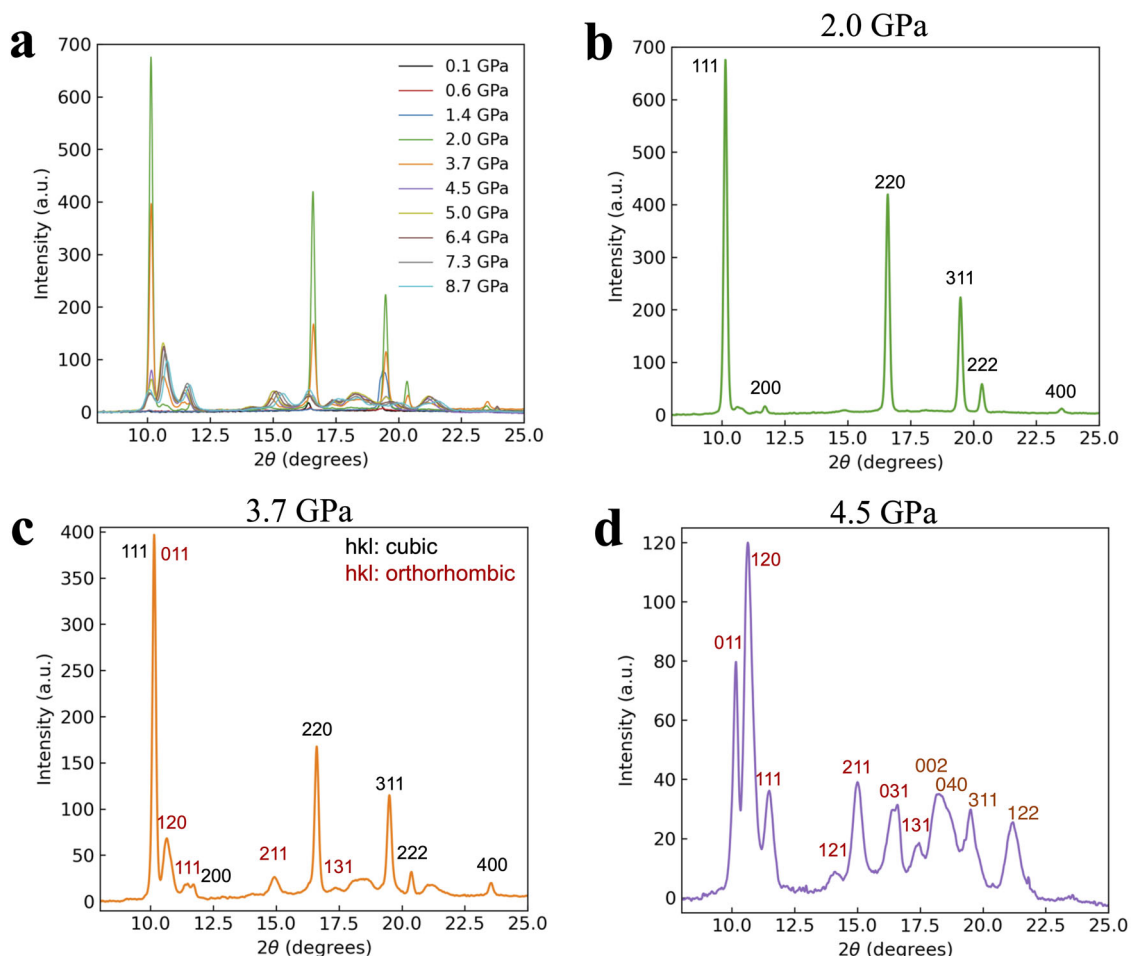 a
700
600
500
400
300
200
100
0
Intensity (a.u.)
10.0 12.5 15.0 17.5 20.0 22.5 25.0
2θ (degrees)
0.1 GPa
0.6 GPa
1.4 GPa
2.0 GPa
3.7 GPa
4.5 GPa
5.0 GPa
6.4 GPa
7.3 GPa
8.7 GPa
b
2.0 GPa
700
600
500
400
300
200
100
0
Intensity (a.u.)
111
200
220
311
222
400
10.0 12.5 15.0 17.5 20.0 22.5 25.0
2θ (degrees)
c
3.7 GPa
400
350
300
250
200
150
100
50
0
Intensity (a.u.)
hkl: cubic
hkl: orthorhombic
111 011
120
111
200
211
220
131
311
222
400
10.0 12.5 15.0 17.5 20.0 22.5 25.0
2θ (degrees)
d
4.5 GPa
120
100
80
60
40
20
0
Intensity (a.u.)
011
120
111
121
211
031
131
002
040
311
122
10.0 12.5 15.0 17.5 20.0 22.5 25.0
2θ (degrees)